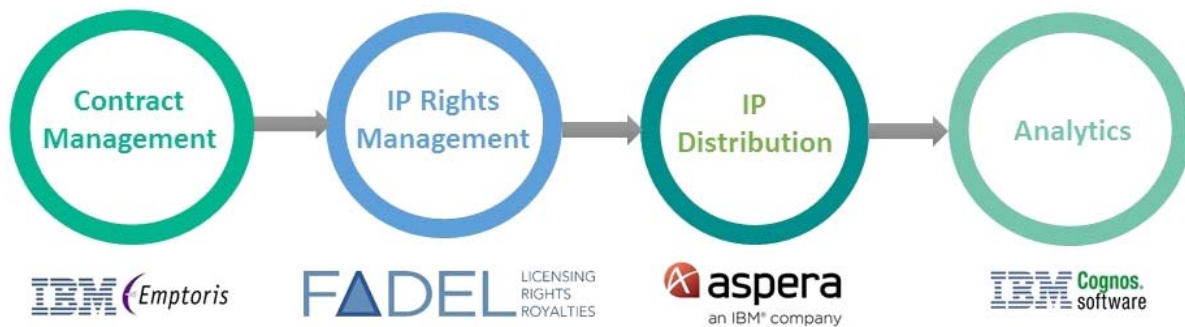 Contract
Management
IP Rights
Management
IP
Distribution
Analytics
IBM Emptoris
FADEL LICENSING
RIGHTS
ROYALTIES
aspera
an IBM® company
IBM Cognos.
software